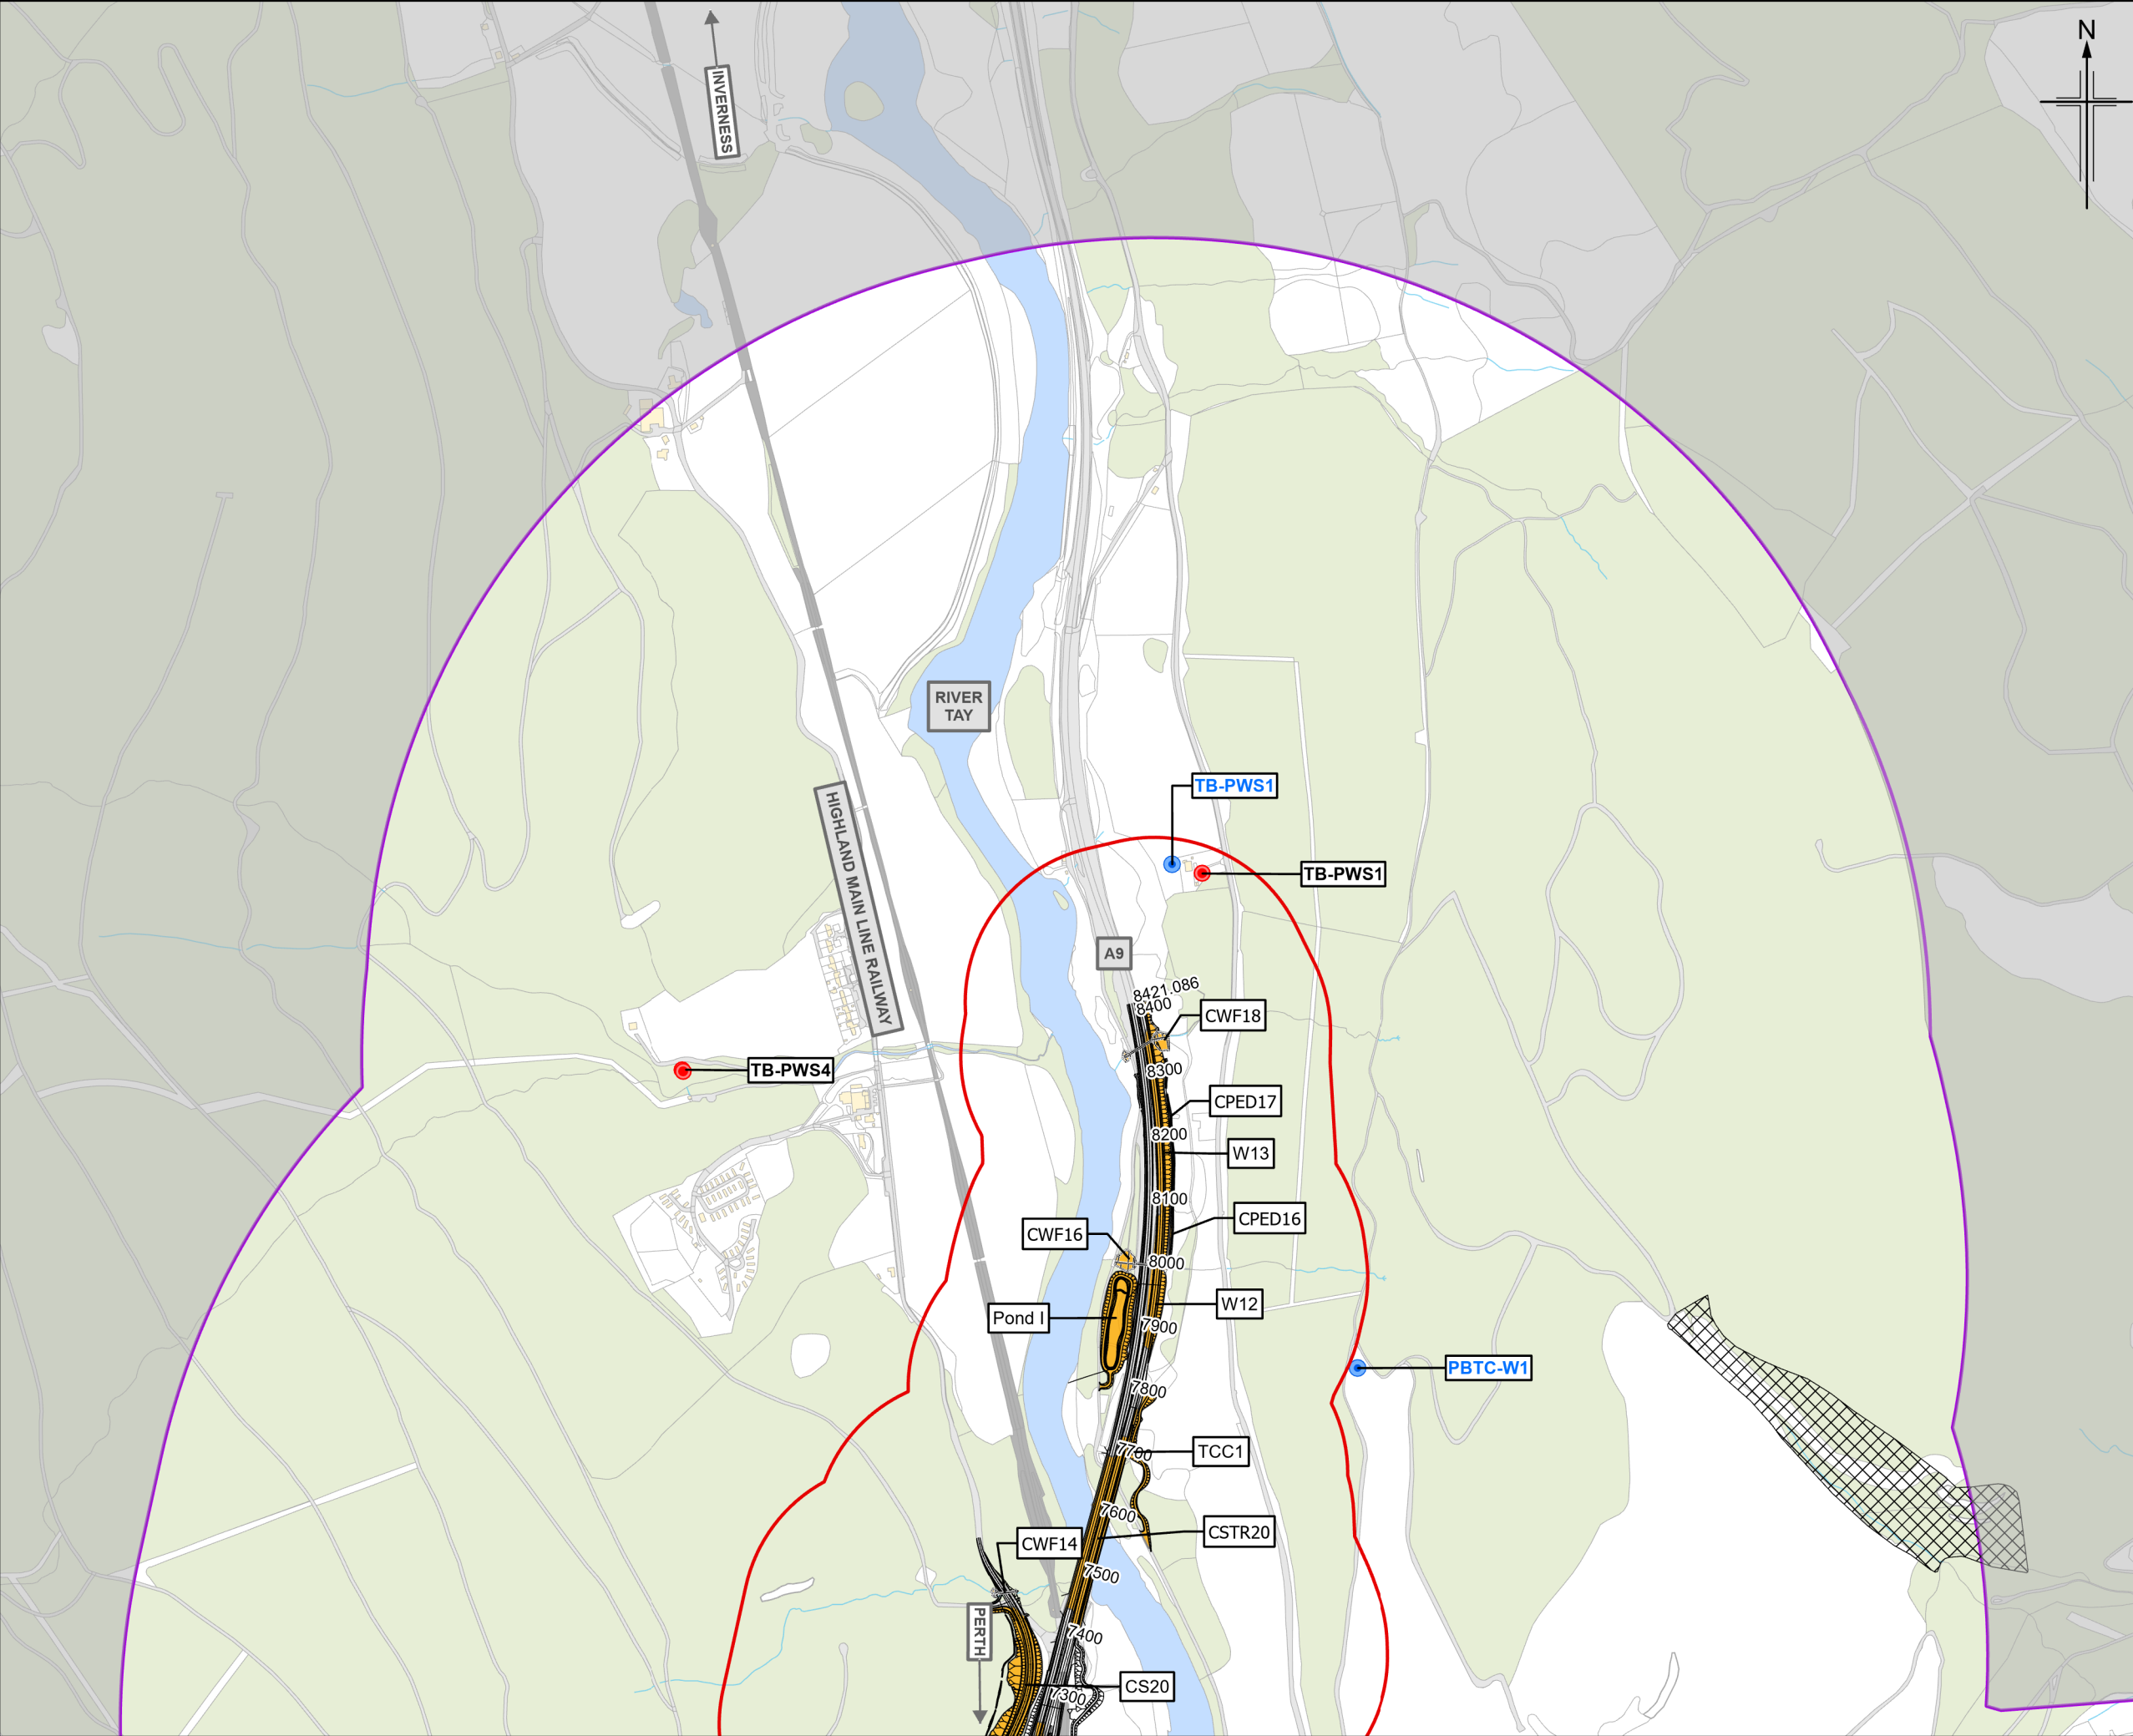 N
INVERNESS
RIVER
TAY
TB-PWS1
HIGHLAND MAIN LINE RAILWAY
TB-PWS1
A9
8421.086
8400
CWF18
TB-PWS4
8300
CPED17
8200
W13
8100
CPED16
CWF16
8000
W12
Pond I
7900
PBTC-W1
7800
7700
TCC1
7600
CSTR20
CWF14
7500
PERTH
7400
CS20
7300